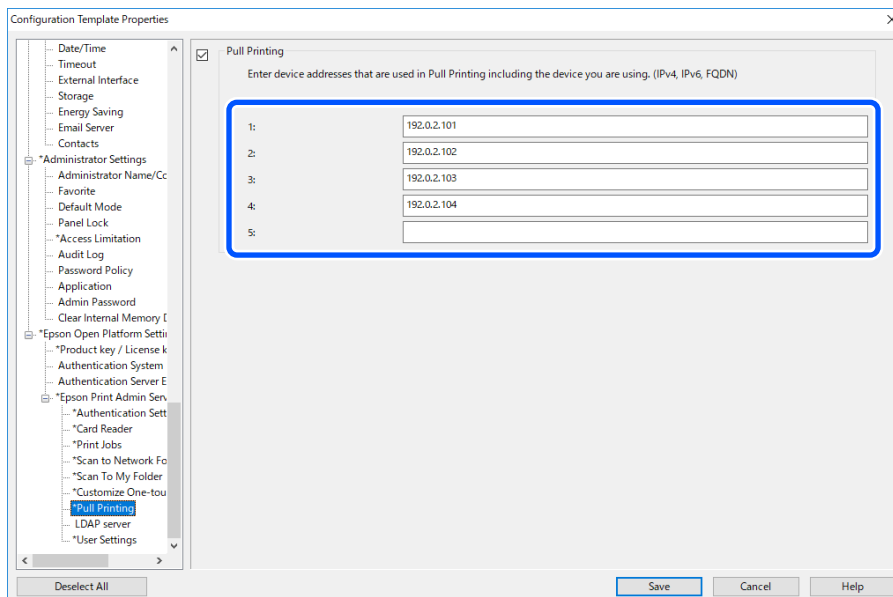 Configuration Template Properties
Date/Time
Timeout
External Interface
Storage
Energy Saving
Email Server
Contacts
*Administrator Settings
Administrator Name/Co
Favorite
Default Mode
Panel Lock
*Access Limitation
Audit Log
Password Policy
Application
Admin Password
Clear Internal Memory D
*Epson Open Platform Settin
*Product key / License k
Authentication System
Authentication Server E
*Epson Print Admin Serv
*Authentication Sett
*Card Reader
*Print Jobs
*Scan to Network Fo
*Scan To My Folder
*Customize One-tou
*Pull Printing
LDAP server
*User Settings
Pull Printing
Enter device addresses that are used in Pull Printing including the device you are using. (IPv4, IPv6, FQDN)
1: 192.0.2.101
2: 192.0.2.102
3: 192.0.2.103
4: 192.0.2.104
5:
Deselect All
Save
Cancel
Help